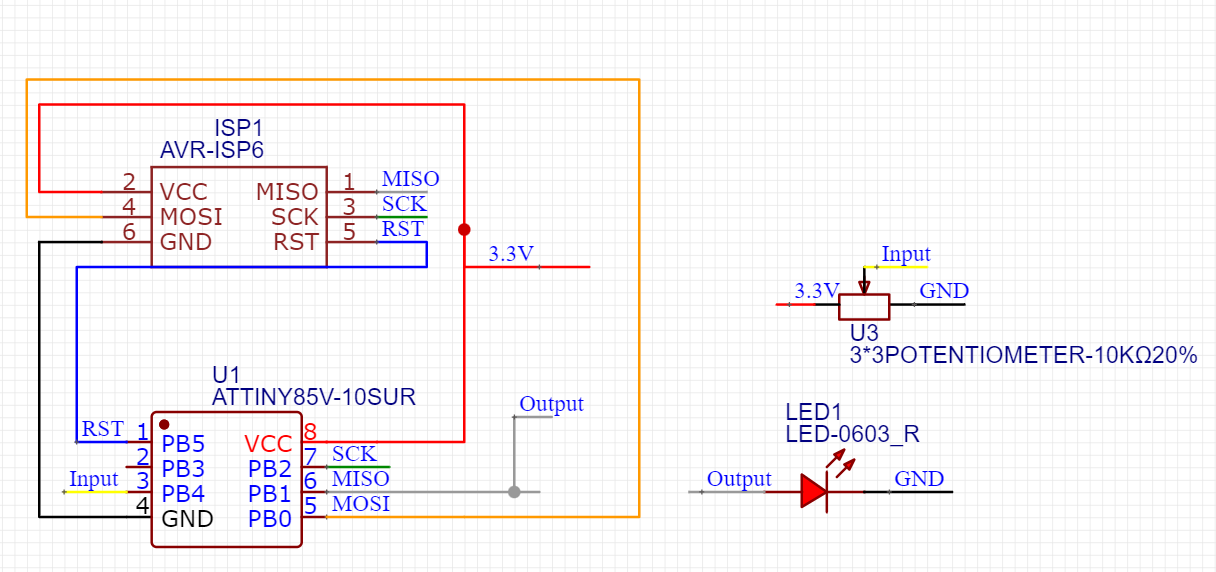 ISP1
AVR-ISP6
2 VCC MISO 1 MISO
4 MOSI SCK 3 SCK
6 GND RST 5 RST
3.3V
Input
3.3V GND
U3
3*3POTENTIOMETER-10KΩ20%
U1
ATTINY85V-10SUR
Output
RST 1 PB5 VCC 8
2 PB3 PB2 7 SCK
Input 3 PB4 PB1 6 MISO
4 GND PB0 5 MOSI
LED1
LED-0603_R
Output GND